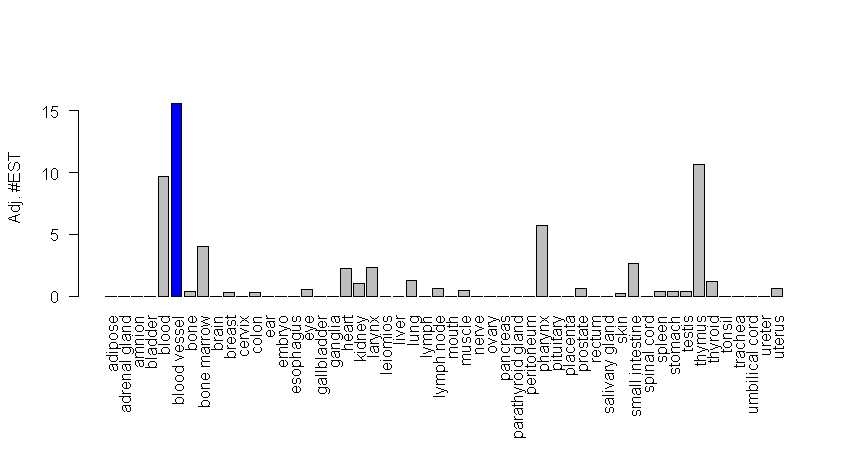 Adj. #EST
15
10
5
0
adipose
adrenal gland
amnion
bladder
blood
blood vessel
bone
bone marrow
brain
breast
cervix
colon
ear
embryo
esophagus
eye
gallbladder
ganglia
heart
kidney
larynx
leiomios
liver
lung
lymph
lymph node
mouth
muscle
nerve
ovary
pancreas
parathyroid gland
peritoneum
pharynx
pituitary
placenta
prostate
rectum
salivary gland
skin
small intestine
spinal cord
spleen
stomach
testis
thymus
thyroid
tonsil
trachea
umbilical cord
ureter
uterus